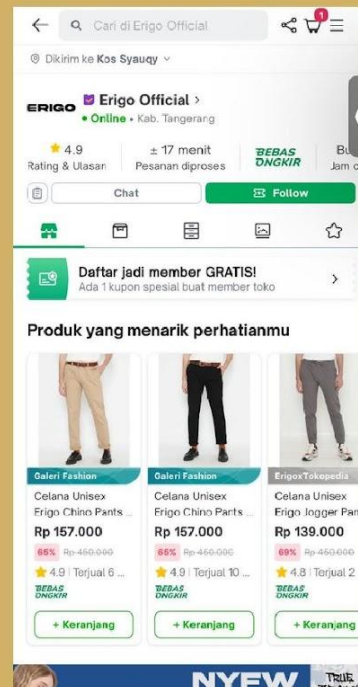 Cari di Erigo Official
1
Dikirim ke Kos Syauqy
ERIGO
Erigo Official
Online • Kab. Tangerang
4.9
Rating & Ulasan
± 17 menit
Pesanan diproses
BEBAS
ONGKIR
Bu
Jam o
Chat
Follow
Daftar jadi member GRATIS!
Ada 1 kupon spesial buat member toko
Produk yang menarik perhatianmu
Galeri Fashion
Celana Unisex
Erigo Chino Pants ...
Rp 157.000
65% Rp 450.000
4.9 | Terjual 6 ...
BEBAS
ONGKIR
+ Keranjang
Galeri Fashion
Celana Unisex
Erigo Chino Pants ...
Rp 157.000
65% Rp 450.000
4.9 | Terjual 10 ...
BEBAS
ONGKIR
+ Keranjang
ErigoxTokopedia
Celana Unisex
Erigo Jogger Pan
Rp 139.000
69% Rp 450.000
4.8 | Terjual 2
BEBAS
ONGKIR
+ Keranjang
NYEW
TRUE